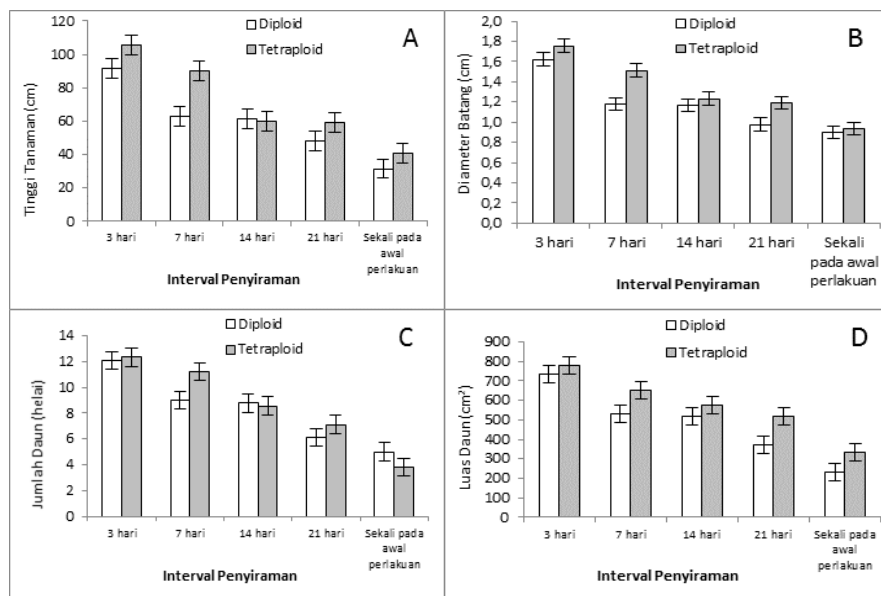 A
Diploid
Tetraploid
Tinggi Tanaman (cm)
120
100
80
60
40
20
0
3 hari
7 hari
14 hari
21 hari
Sekali pada
awal
perlakuan
Interval Penyiraman
B
Diploid
Tetraploid
Diameter Batang (cm)
2,0
1,8
1,6
1,4
1,2
1,0
0,8
0,6
0,4
0,2
0,0
3 hari
7 hari
14 hari
21 hari
Sekali
pada awal
perlakuan
Interval Penyiraman
C
Diploid
Tetraploid
Jumlah Daun (helai)
14
12
10
8
6
4
2
0
3 hari
7 hari
14 hari
21 hari
Sekali pada
awal
perlakuan
Interval Penyiraman
D
Diploid
Tetraploid
Luas Daun (cm²)
900
800
700
600
500
400
300
200
100
0
3 hari
7 hari
14 hari
21 hari
Sekali pada
awal
perlakuan
Interval Penyiraman